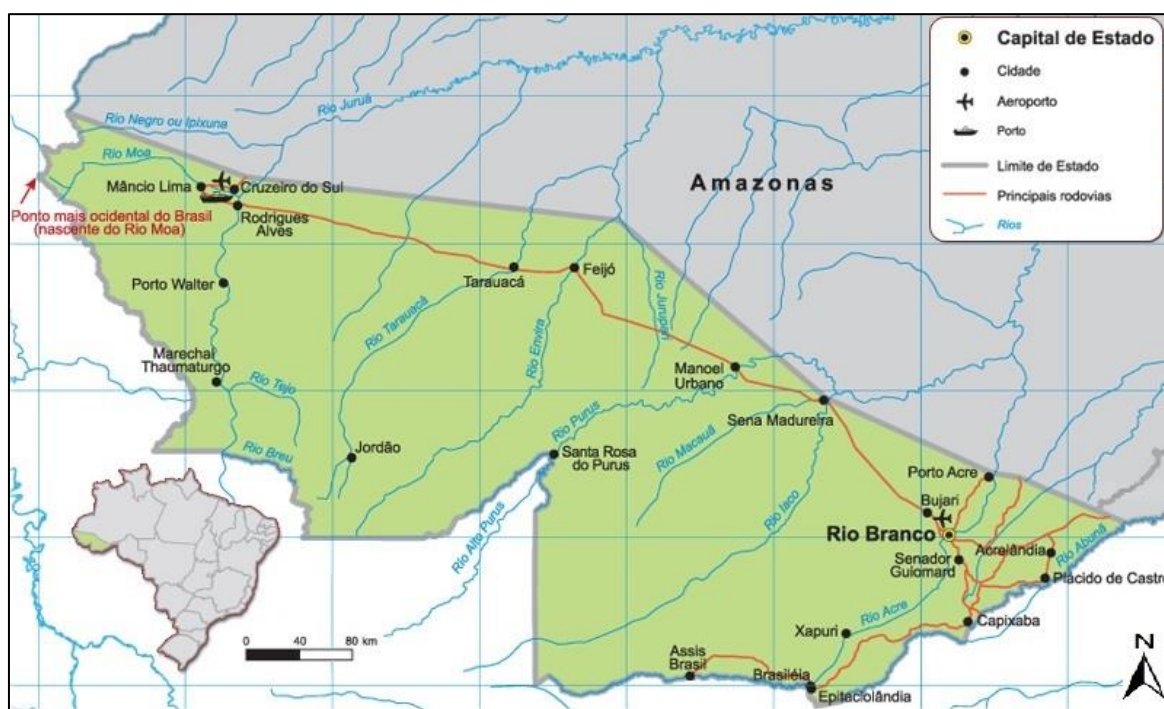 Capital de Estado
Cidade
Aeroporto
Porto
Limite de Estado
Principais rodovias
Rios
Rio Juruá
Rio Negro ou Ipixuna
Rio Moa
Mâncio Lima
Cruzeiro do Sul
Amazonas
Ponto mais ocidental do Brasil
(nascente do Rio Moa)
Rodrigues
Alves
Porto Walter
Tarauacá
Feijó
Rio Jurupari
Rio Tarauacá
Rio Envira
Marechal
Thaumaturgo
Manoel
Urbano
Rio Tejo
Sena Madureira
Rio Purus
Rio Macauã
Jordão
Rio Breu
Santa Rosa
do Purus
Porto Acre
Bujari
Rio Iaco
Rio Alto Purus
Rio Branco
Acrelândia
Rio Abunã
Senador
Guiomard
Plácido de Castro
Rio Acre
Capixaba
Xapuri
0 40 80 km
Assis
Brasil
Brasiléia
Epitaciolândia
N